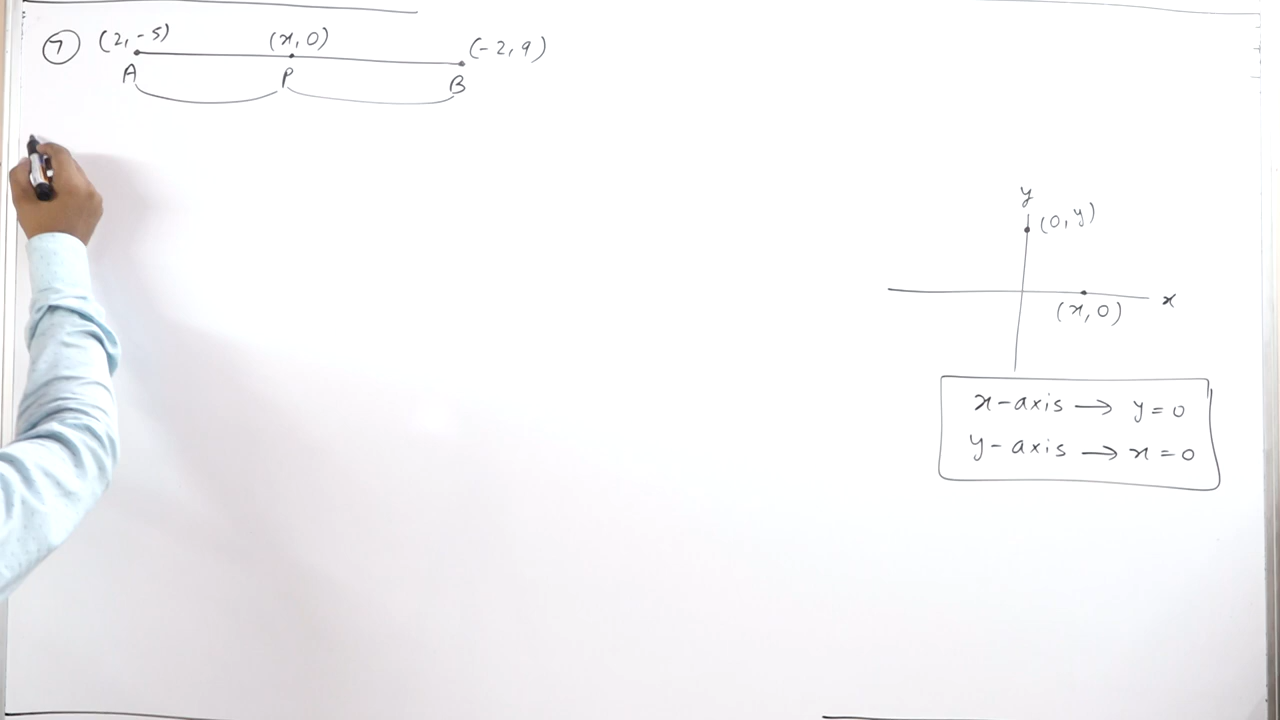 7 (2, -5) (x, 0) (-2, 9)
A P B
y
(0, y)
x
(x, 0)
x-axis → y = 0
y-axis → x = 0